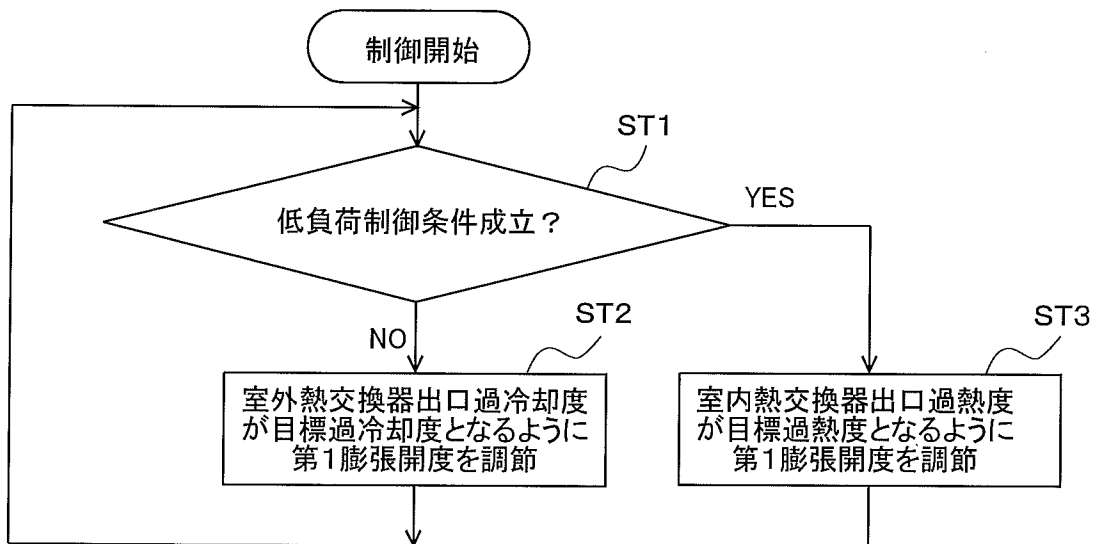 制御開始
ST1
低負荷制御条件成立？
YES
NO
ST2
ST3
室外熱交換器出口過冷却度
が目標過冷却度となるように
第1膨張開度を調節
室内熱交換器出口過熱度
が目標過熱度となるように
第1膨張開度を調節